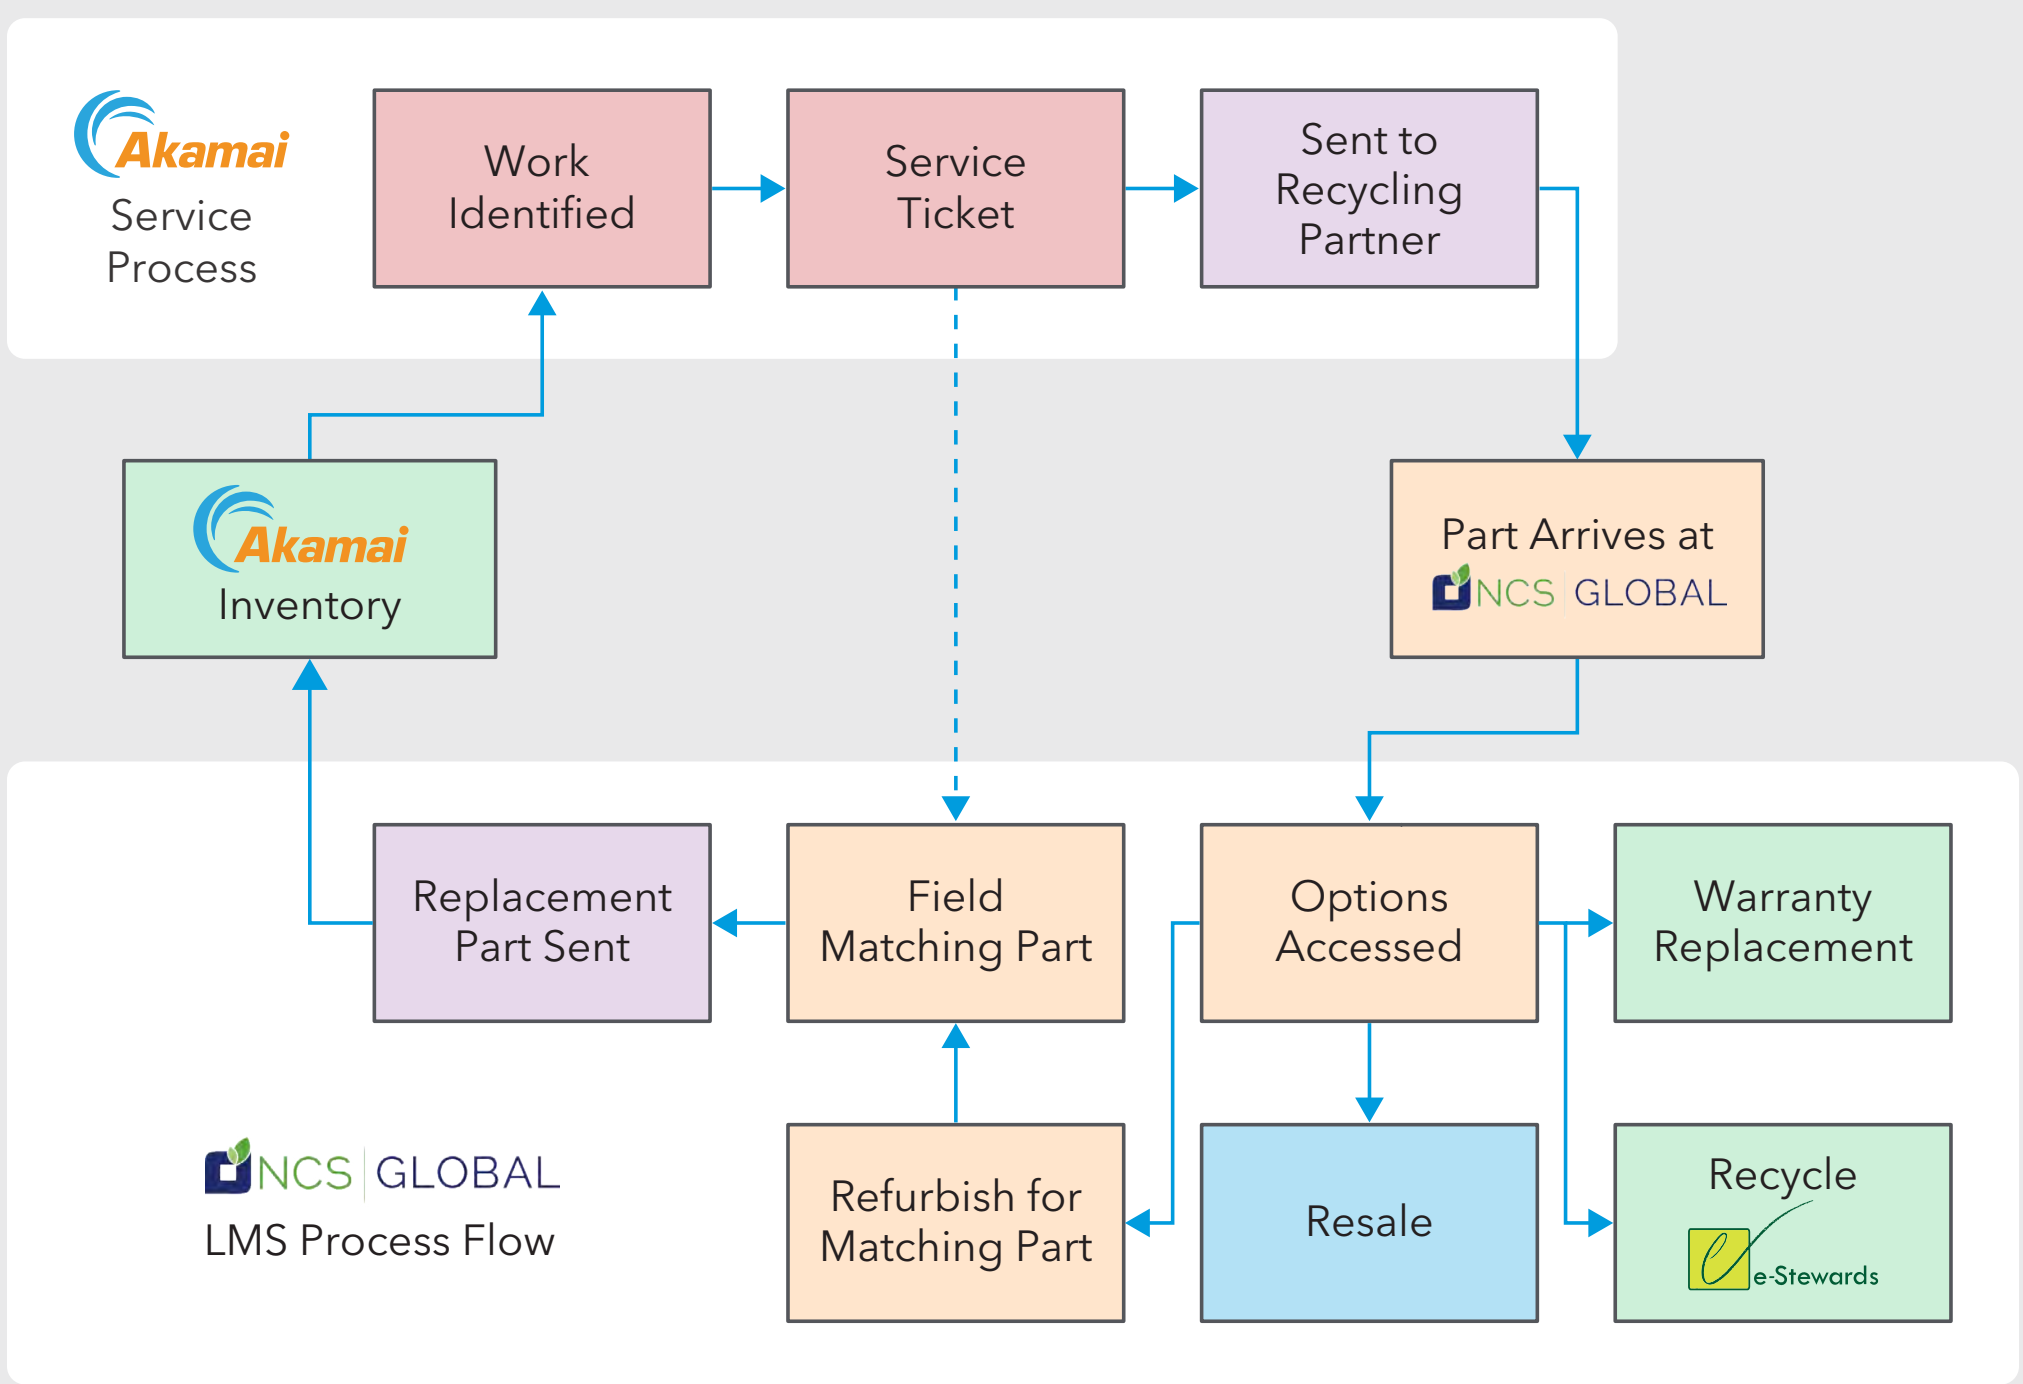 Akamai
Service
Process
Work
Identified
Service
Ticket
Sent to
Recycling
Partner
Akamai
Inventory
Part Arrives at
NCS GLOBAL
Replacement
Part Sent
Field
Matching Part
Options
Accessed
Warranty
Replacement
NCS GLOBAL
LMS Process Flow
Refurbish for
Matching Part
Resale
Recycle
e-Stewards